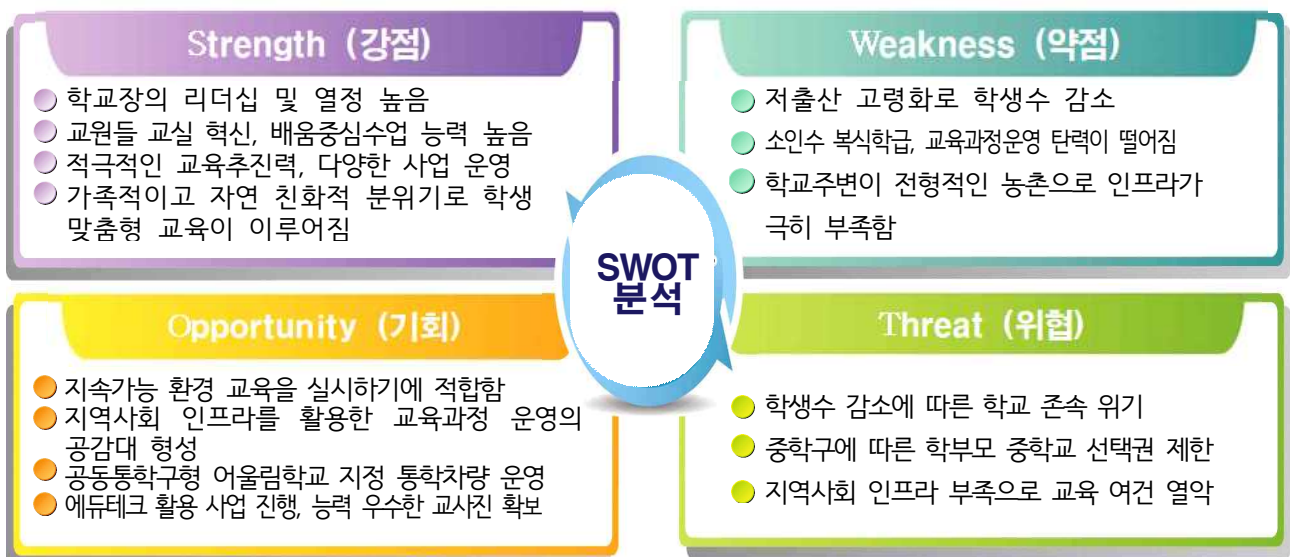 Strength (강점)
학교장의 리더십 및 열정 높음
교원들 교실 혁신, 배움중심수업 능력 높음
적극적인 교육추진력, 다양한 사업 운영
가족적이고 자연 친화적 분위기로 학생
맞춤형 교육이 이루어짐
Weakness (약점)
저출산 고령화로 학생수 감소
소인수 복식학급, 교육과정운영 탄력이 떨어짐
학교주변이 전형적인 농촌으로 인프라가
극히 부족함
SWOT
분석
Opportunity (기회)
지속가능 환경 교육을 실시하기에 적합함
지역사회 인프라를 활용한 교육과정 운영의
공감대 형성
공동통학구형 어울림학교 지정 통학차량 운영
에듀테크 활용 사업 진행, 능력 우수한 교사진 확보
Threat (위협)
학생수 감소에 따른 학교 존속 위기
중학구에 따른 학부모 중학교 선택권 제한
지역사회 인프라 부족으로 교육 여건 열악